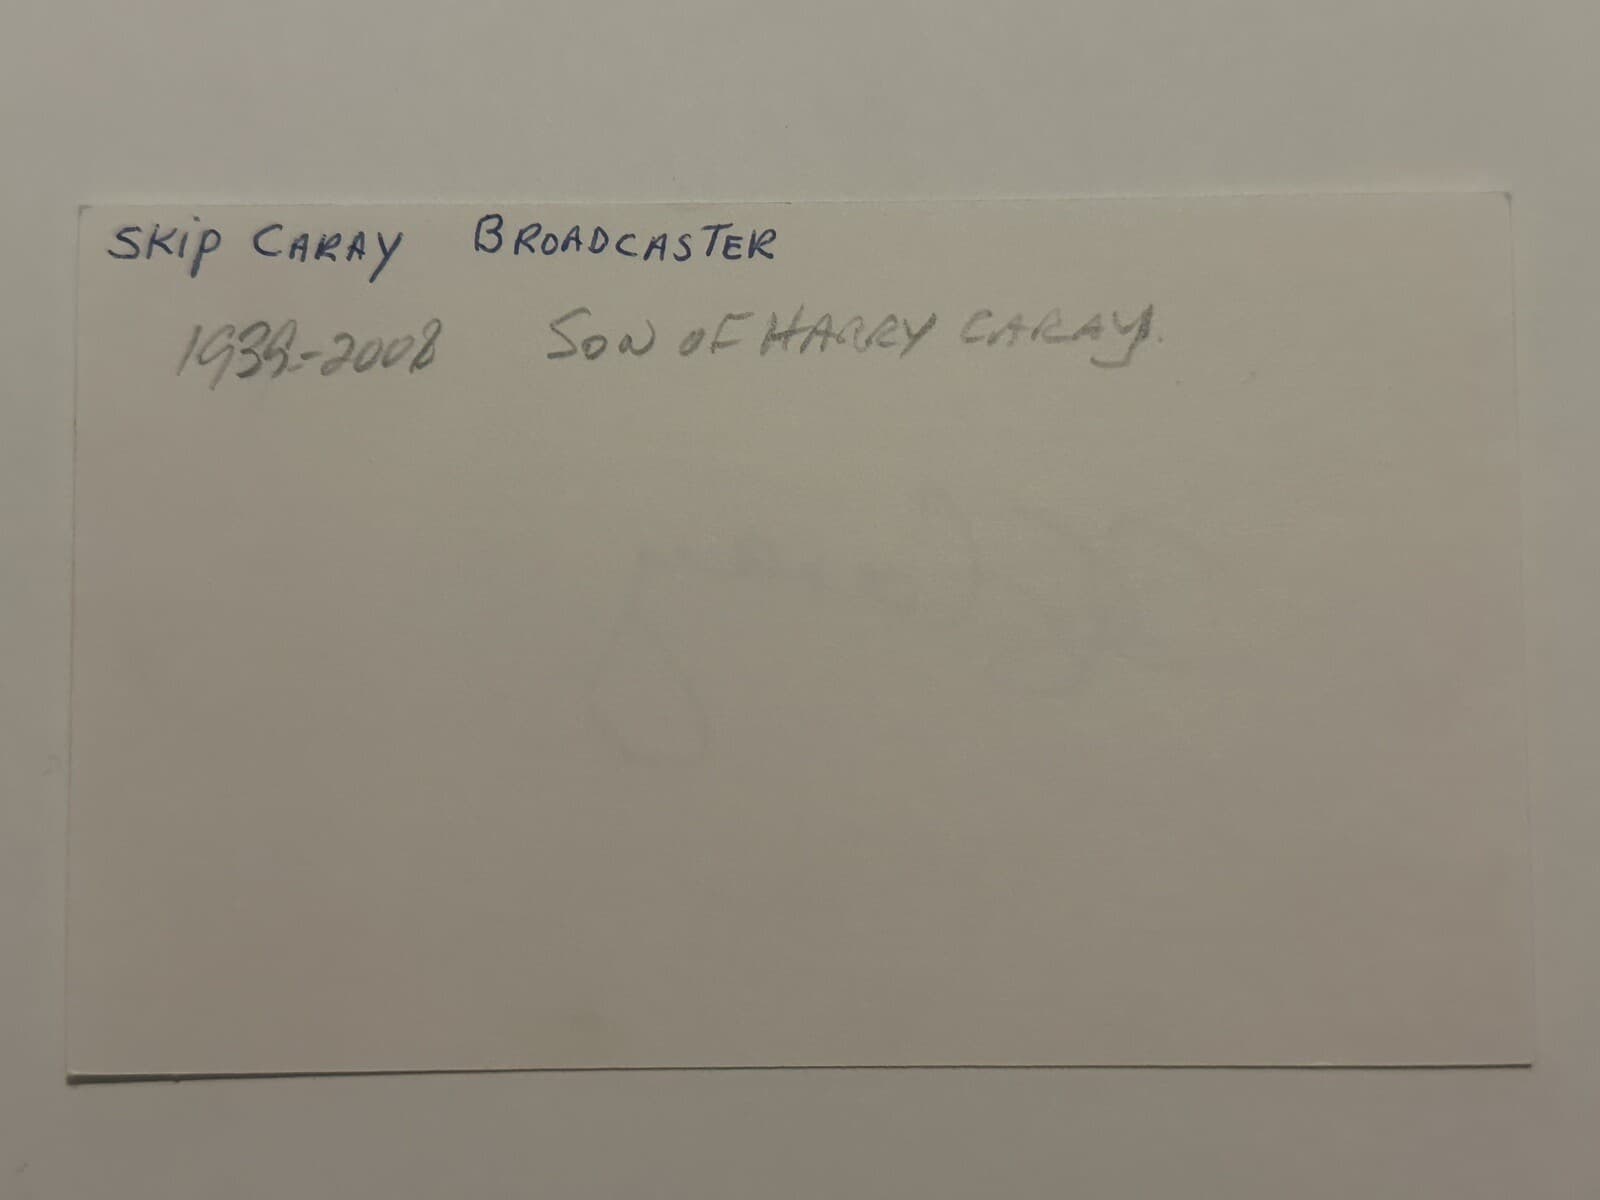 SKiP CARAY BROADCASTER
1939-2008 SON OF HARRY CARAY.